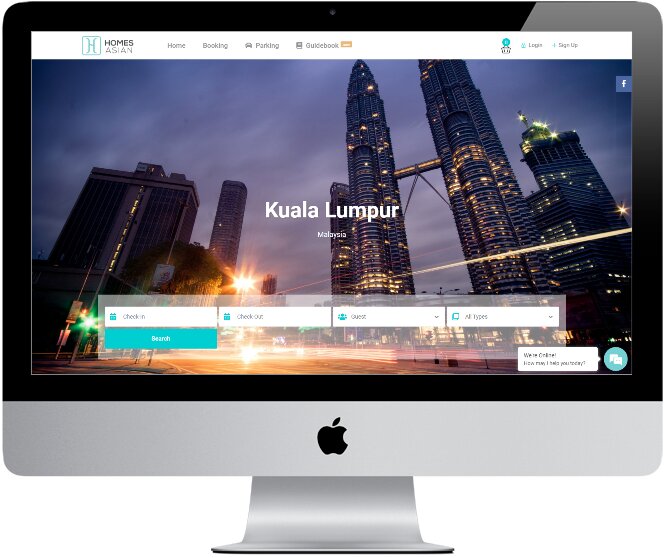 HOMES
ASIAN
Home
Booking
Parking
Guidebook
Login
+ Sign Up
f
Kuala Lumpur
Malaysia
Check In
Check Out
Guest
All Types
Search
We're Online!
How may I help you today?